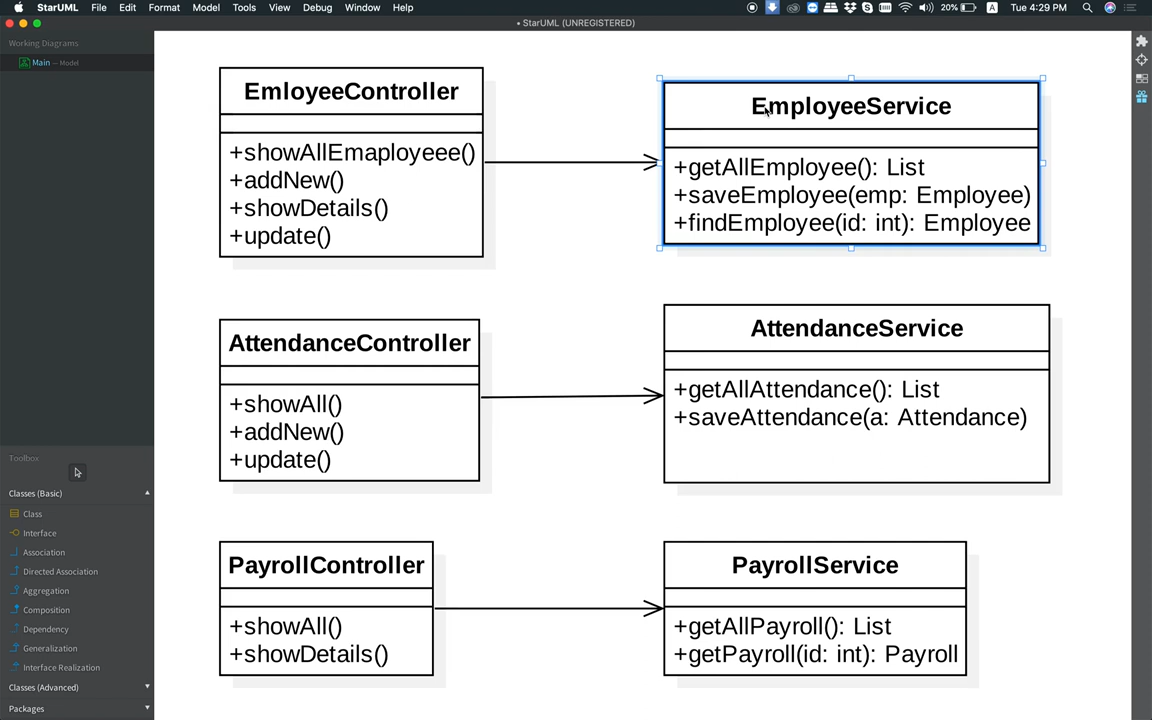 StarUML File Edit Format Model Tools View Debug Window Help 20% A Tue 4:29 PM
• StarUML (UNREGISTERED)
Working Diagrams
Main — Model
EmloyeeController
+showAllEmaployeee()
+addNew()
+showDetails()
+update()
EmployeeService
+getAllEmployee(): List
+saveEmployee(emp: Employee)
+findEmployee(id: int): Employee
AttendanceController
+showAll()
+addNew()
+update()
AttendanceService
+getAllAttendance(): List
+saveAttendance(a: Attendance)
PayrollController
+showAll()
+showDetails()
PayrollService
+getAllPayroll(): List
+getPayroll(id: int): Payroll
Toolbox
Classes (Basic)
Class
Interface
Association
Directed Association
Aggregation
Composition
Dependency
Generalization
Interface Realization
Classes (Advanced)
Packages